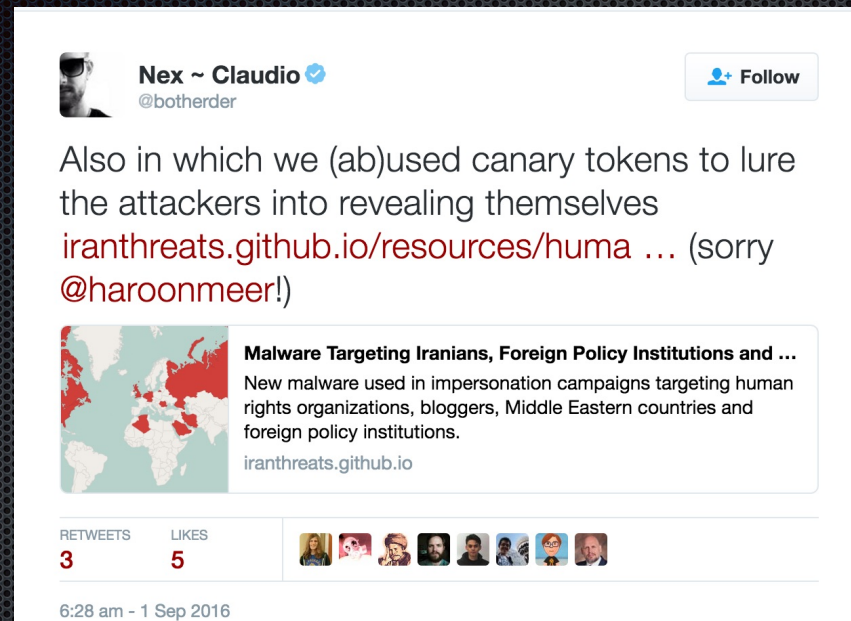 Nex ~ Claudio
@botherder
Follow
Also in which we (ab)used canary tokens to lure
the attackers into revealing themselves
iranthreats.github.io/resources/huma … (sorry
@haroonmeer!)
Malware Targeting Iranians, Foreign Policy Institutions and ...
New malware used in impersonation campaigns targeting human
rights organizations, bloggers, Middle Eastern countries and
foreign policy institutions.
iranthreats.github.io
RETWEETS LIKES
3 5
6:28 am - 1 Sep 2016